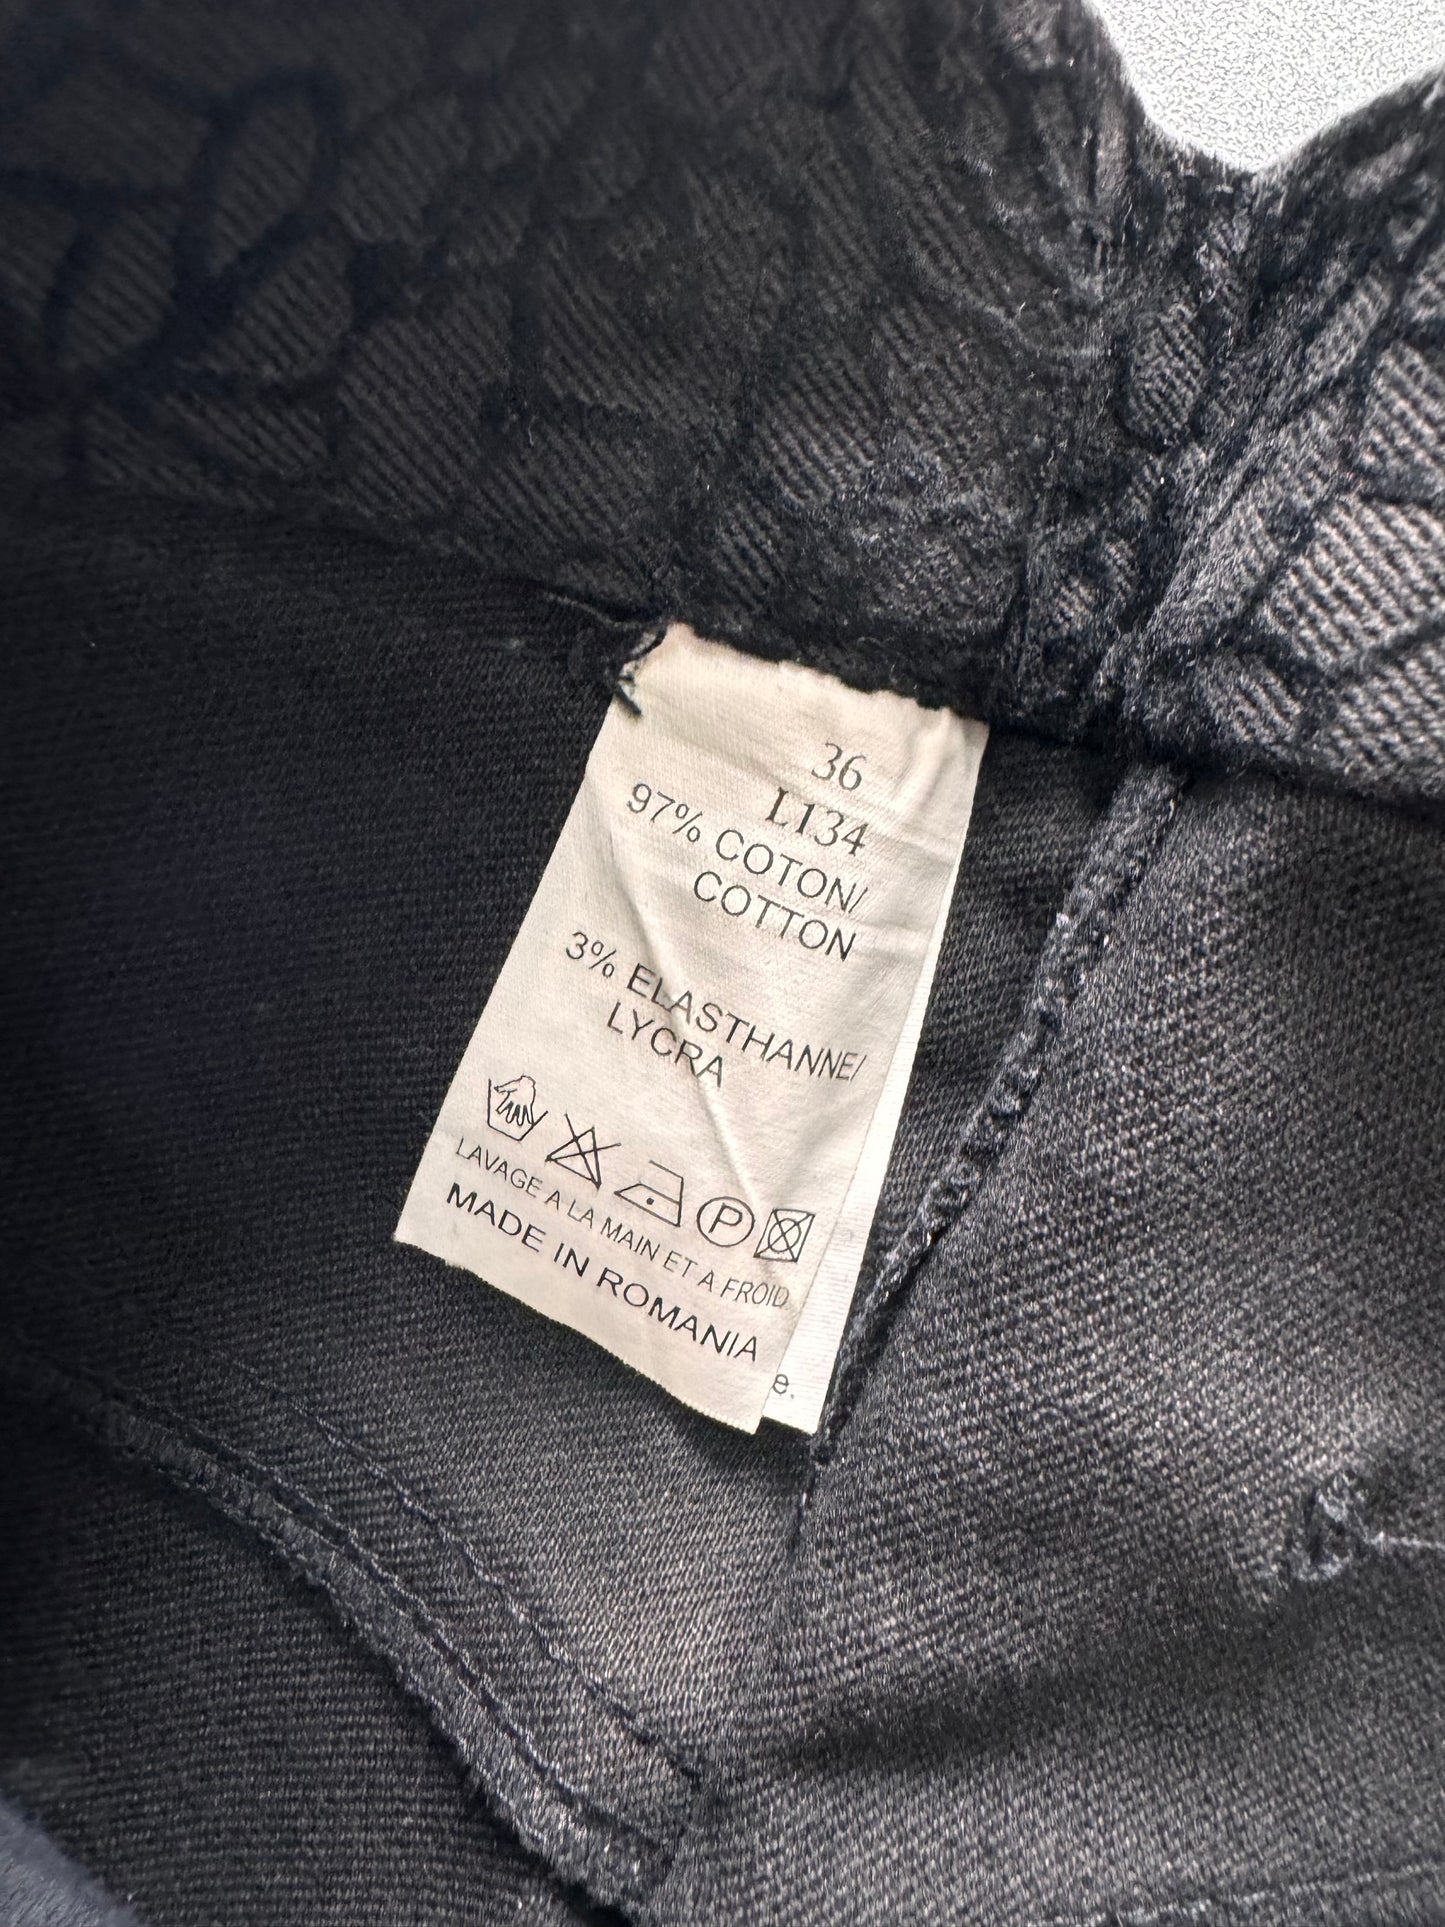 36
L134
97% COTON/
COTTON
3% ELASTHANNE/
LYCRA
P
LAVAGE A LA MAIN ET A FROID.
MADE IN ROMANIA
e.